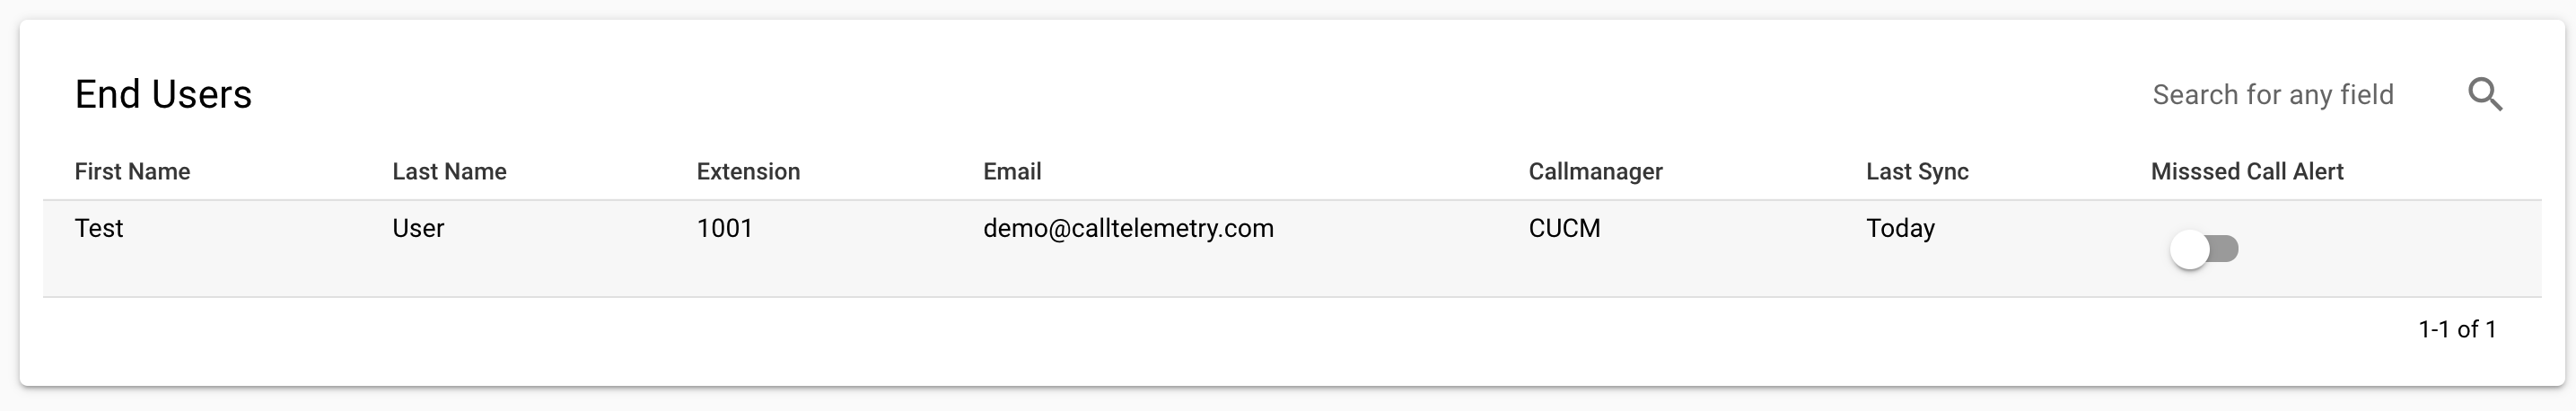 End Users
Search for any field
First Name Last Name Extension Email Callmanager Last Sync Misssed Call Alert
Test User 1001 demo@calltelemetry.com CUCM Today
1-1 of 1